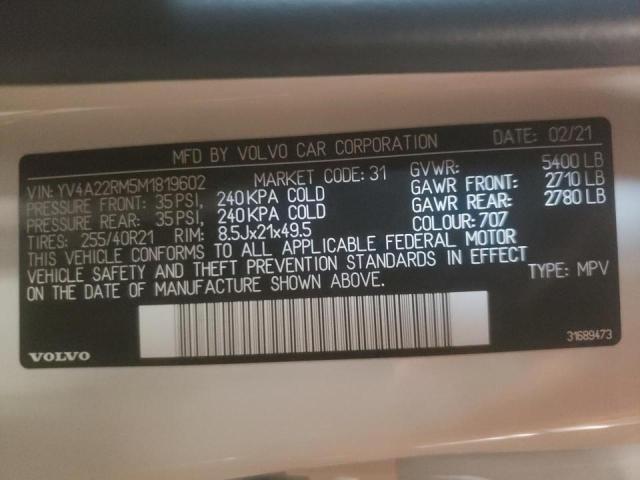 MFD BY VOLVO CAR CORPORATION DATE: 02/21
VIN: YV4A22RM5M1819602 MARKET CODE: 31 GVWR: 5400 LB
PRESSURE FRONT: 35 PSI, 240 KPA COLD GAWR FRONT: 2710 LB
PRESSURE REAR: 35 PSI, 240 KPA COLD GAWR REAR: 2780 LB
TIRES: 255/40R21 RIM: 8.5Jx21x49.5 COLOUR: 707
THIS VEHICLE CONFORMS TO ALL APPLICABLE FEDERAL MOTOR
VEHICLE SAFETY AND THEFT PREVENTION STANDARDS IN EFFECT
ON THE DATE OF MANUFACTURE SHOWN ABOVE. TYPE: MPV
VOLVO 31689473